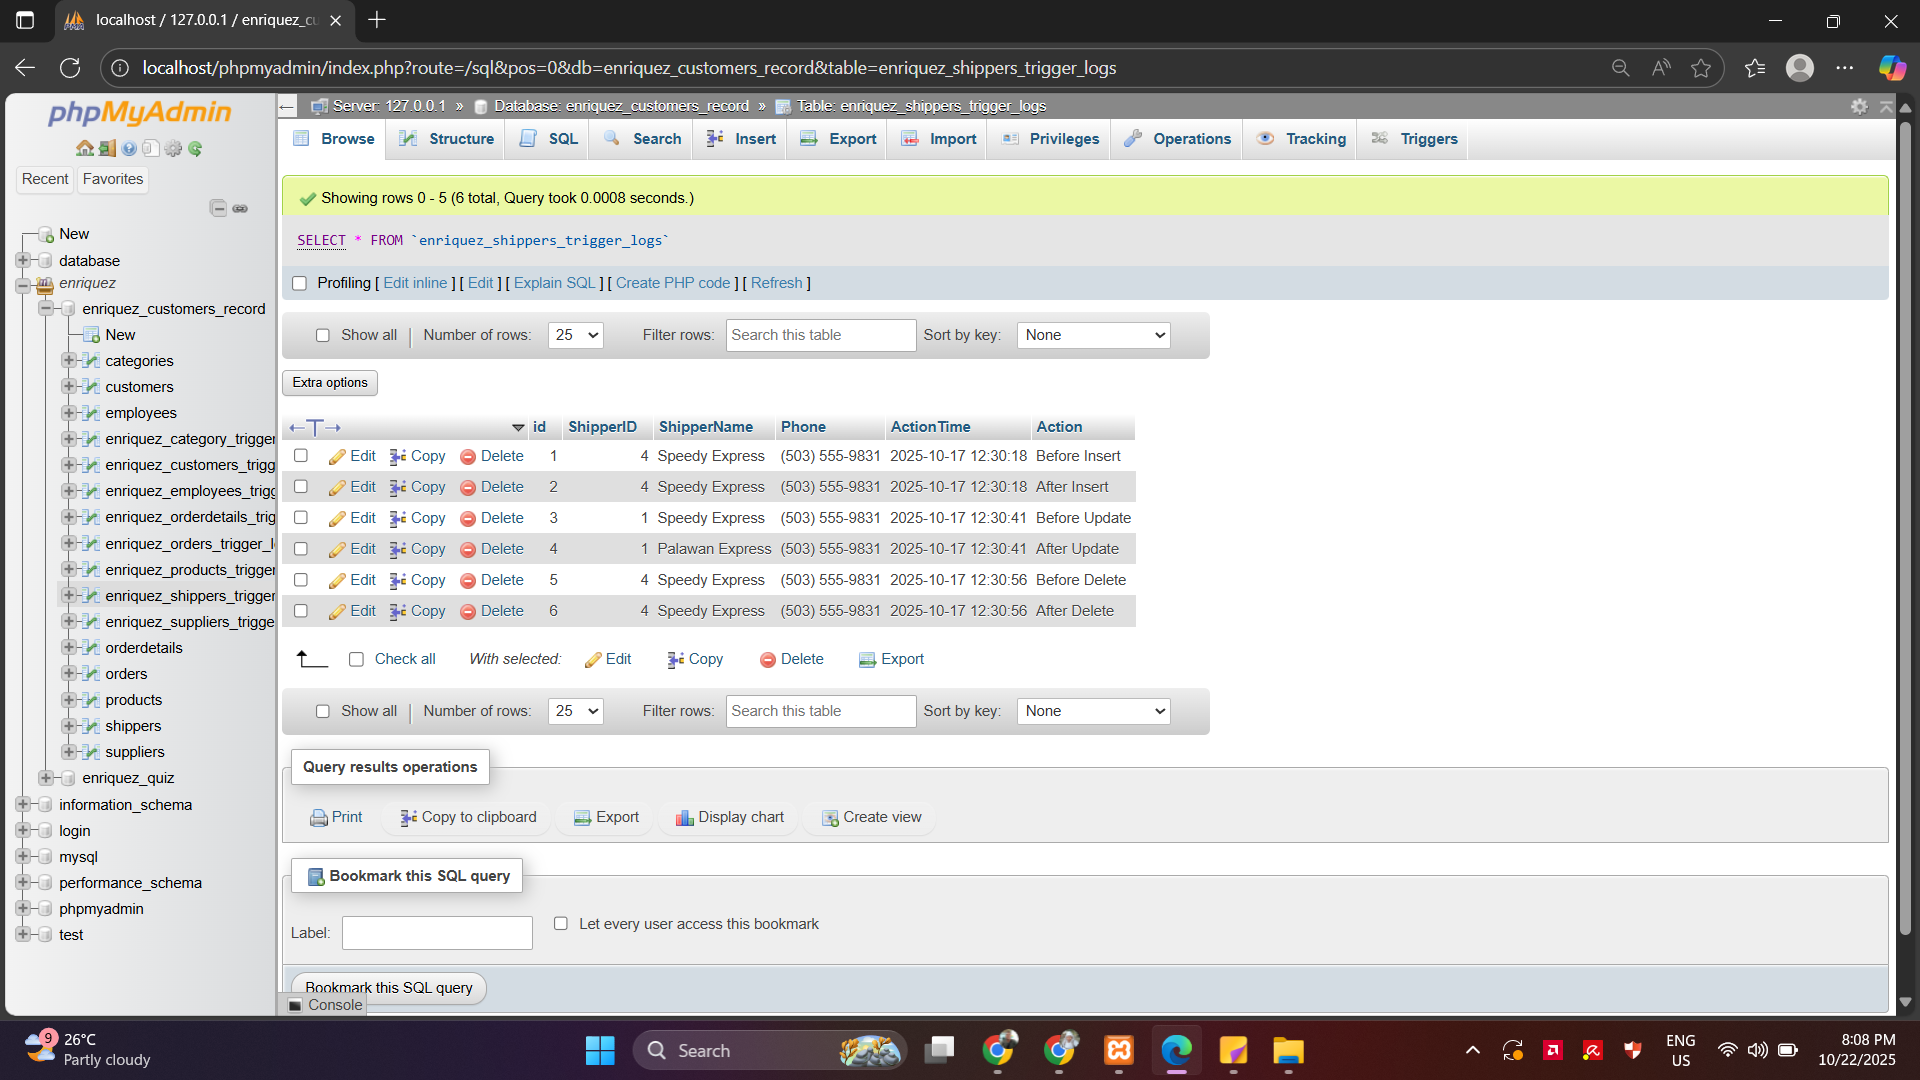 localhost / 127.0.0.1 / enriquez_cu
localhost/phpmyadmin/index.php?route=/sql&pos=0&db=enriquez_customers_record&table=enriquez_shippers_trigger_logs
phpMyAdmin
Recent Favorites
New
database
enriquez
enriquez_customers_record
New
categories
customers
employees
enriquez_category_trigger
enriquez_customers_trigg
enriquez_employees_trigg
enriquez_orderdetails_trig
enriquez_orders_trigger_l
enriquez_products_trigger
enriquez_shippers_trigger
enriquez_suppliers_trigge
orderdetails
orders
products
shippers
suppliers
enriquez_quiz
information_schema
login
mysql
performance_schema
phpmyadmin
test
Server: 127.0.0.1 » Database: enriquez_customers_record » Table: enriquez_shippers_trigger_logs
Browse Structure SQL Search Insert Export Import Privileges Operations Tracking Triggers
Showing rows 0 - 5 (6 total, Query took 0.0008 seconds.)
SELECT * FROM `enriquez_shippers_trigger_logs`
Profiling [ Edit inline ] [ Edit ] [ Explain SQL ] [ Create PHP code ] [ Refresh ]
Show all | Number of rows: 25 Filter rows: Search this table Sort by key: None
Extra options
id ShipperID ShipperName Phone ActionTime Action
Edit Copy Delete 1 4 Speedy Express (503) 555-9831 2025-10-17 12:30:18 Before Insert
Edit Copy Delete 2 4 Speedy Express (503) 555-9831 2025-10-17 12:30:18 After Insert
Edit Copy Delete 3 1 Speedy Express (503) 555-9831 2025-10-17 12:30:41 Before Update
Edit Copy Delete 4 1 Palawan Express (503) 555-9831 2025-10-17 12:30:41 After Update
Edit Copy Delete 5 4 Speedy Express (503) 555-9831 2025-10-17 12:30:56 Before Delete
Edit Copy Delete 6 4 Speedy Express (503) 555-9831 2025-10-17 12:30:56 After Delete
Check all With selected: Edit Copy Delete Export
Show all | Number of rows: 25 Filter rows: Search this table Sort by key: None
Query results operations
Print Copy to clipboard Export Display chart Create view
Bookmark this SQL query
Label: Let every user access this bookmark
Bookmark this SQL query
Console
9
26°C
Partly cloudy
Search
ENG
US
8:08 PM
10/22/2025